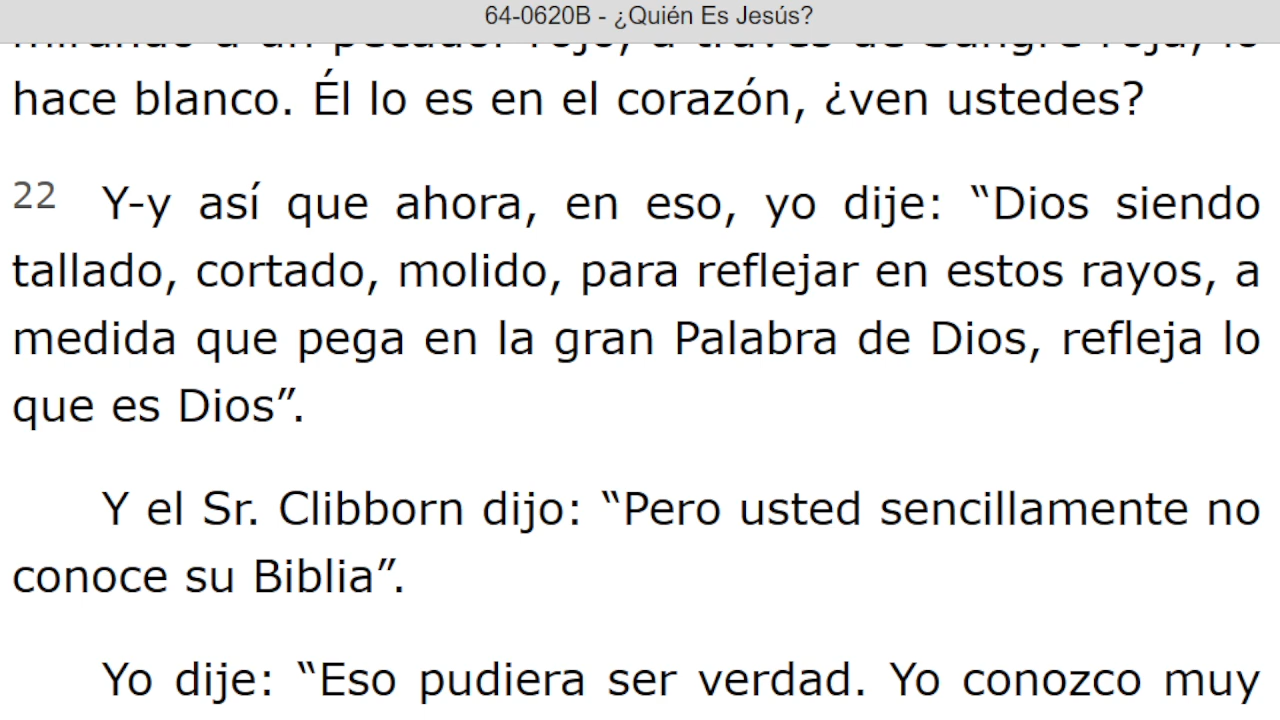 64-0620B - ¿Quién Es Jesús?
hace blanco. Él lo es en el corazón, ¿ven ustedes?
22 Y-y así que ahora, en eso, yo dije: “Dios siendo
tallado, cortado, molido, para reflejar en estos rayos, a
medida que pega en la gran Palabra de Dios, refleja lo
que es Dios”.
Y el Sr. Clibborn dijo: “Pero usted sencillamente no
conoce su Biblia”.
Yo dije: “Eso pudiera ser verdad. Yo conozco muy